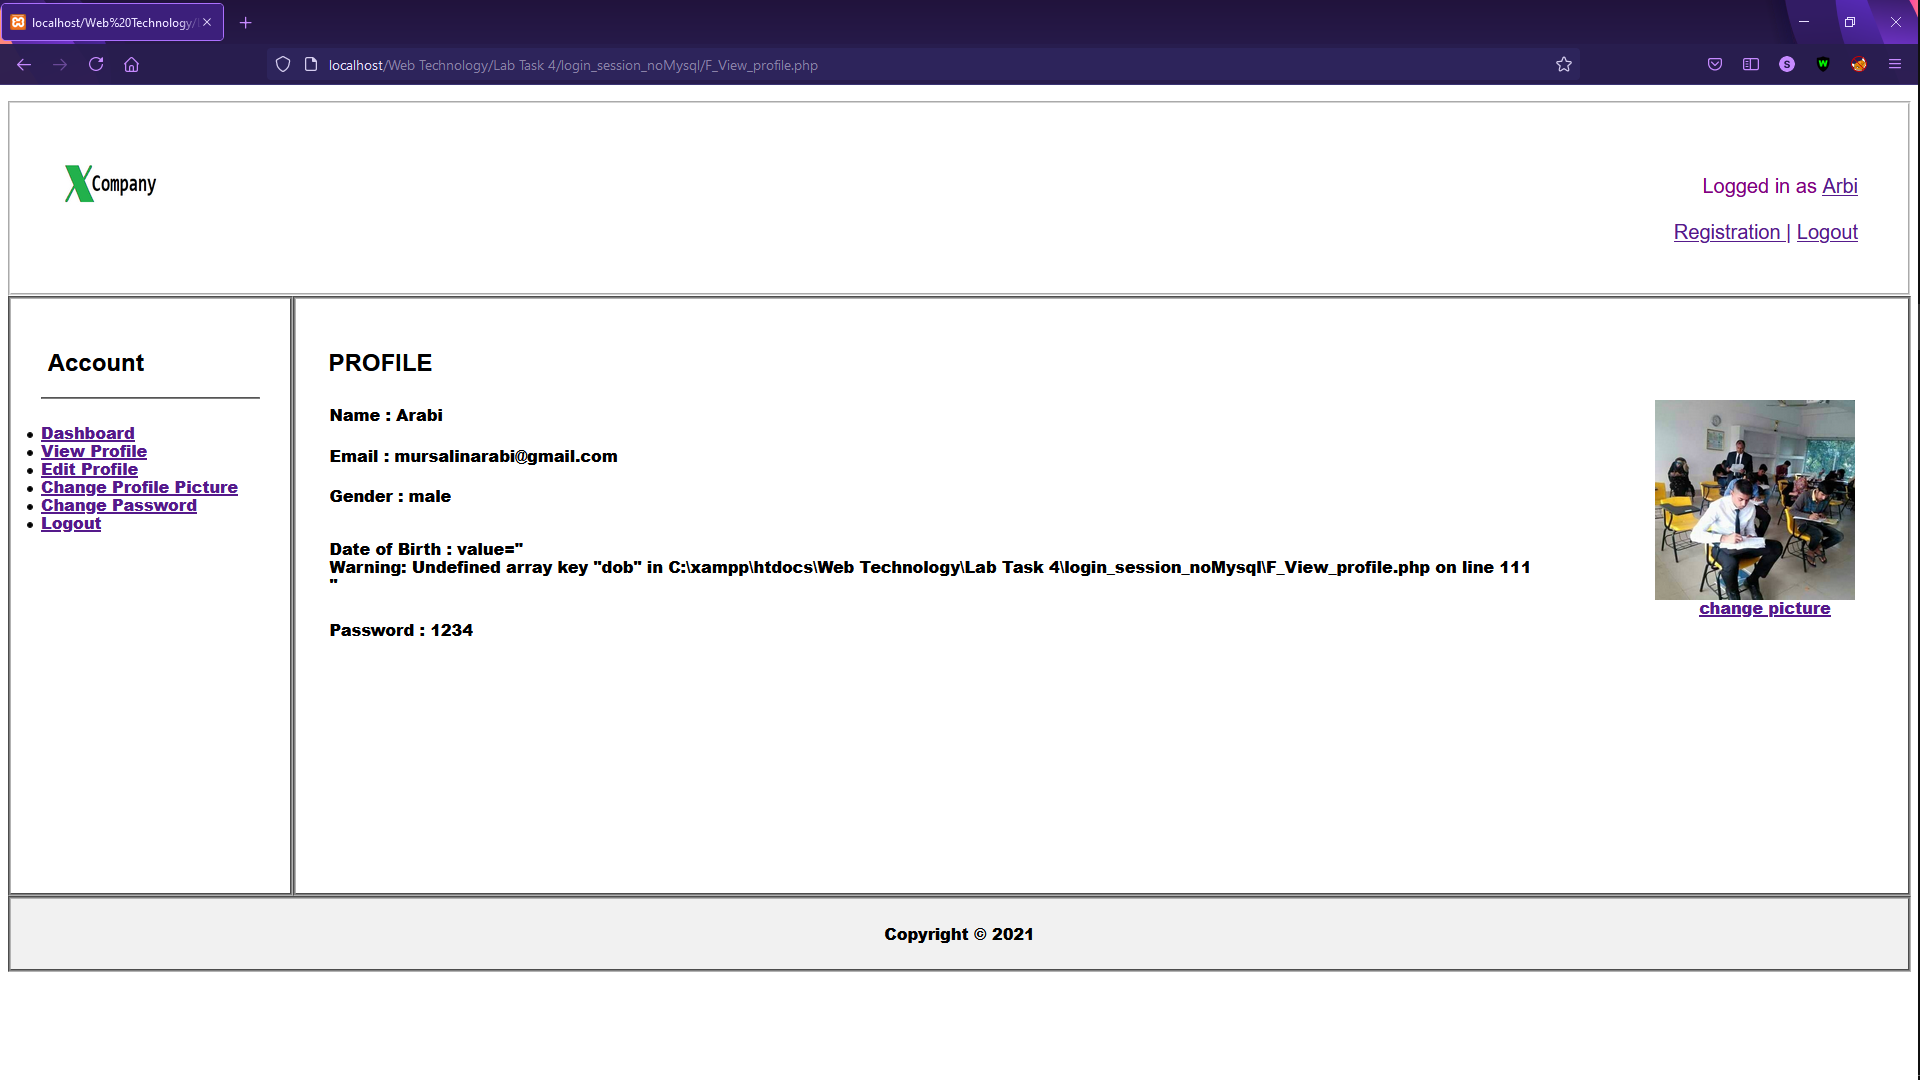 localhost/Web%20Technology/
localhost/Web Technology/Lab Task 4/login_session_noMysql/F_View_profile.php
S
W
X Company
Logged in as Arbi
Registration | Logout
Account
Dashboard
View Profile
Edit Profile
Change Profile Picture
Change Password
Logout
PROFILE
Name : Arabi
Email : mursalinarabi@gmail.com
Gender : male
Date of Birth : value="
Warning: Undefined array key "dob" in C:\xampp\htdocs\Web Technology\Lab Task 4\login_session_noMysql\F_View_profile.php on line 111
"
Password : 1234
change picture
Copyright © 2021